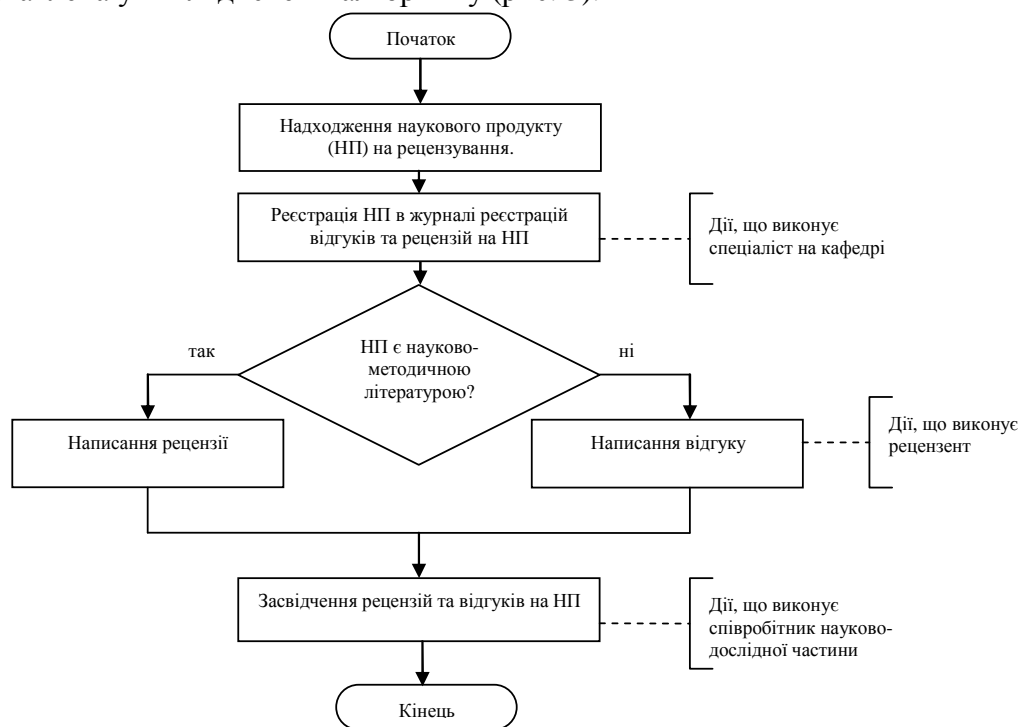 Початок
Надходження наукового продукту
(НП) на рецензування.
Реєстрація НП в журналі реєстрацій
відгуків та рецензій на НП
Дії, що виконує
спеціаліст на кафедрі
НП є науково-
методичною
літературою?
так
ні
Написання рецензії
Написання відгуку
Дії, що виконує
рецензент
Засвідчення рецензій та відгуків на НП
Дії, що виконує
співробітник науково-
дослідної частини
Кінець